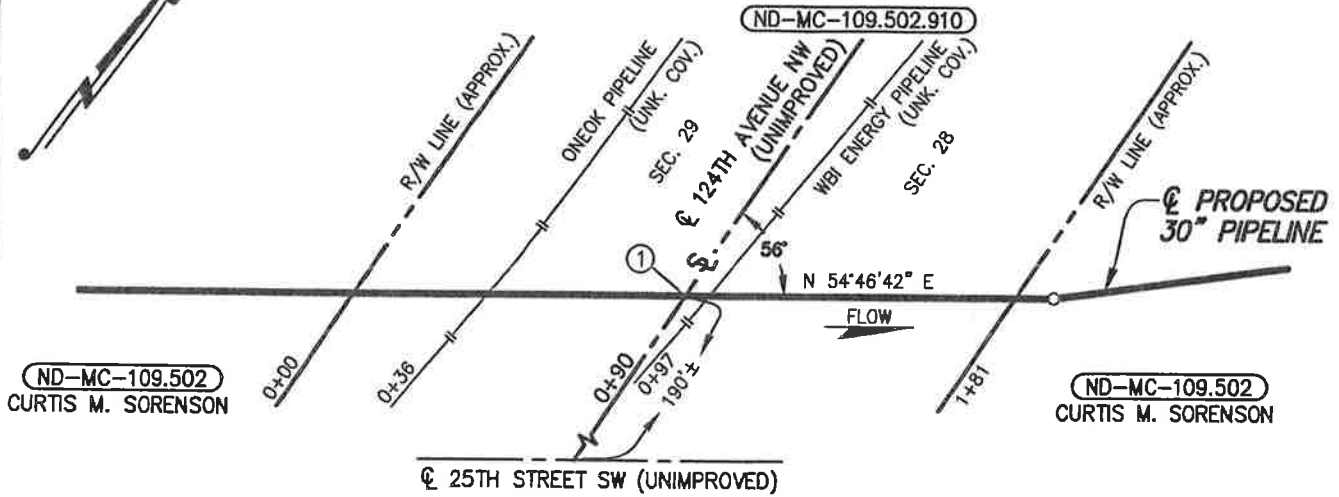 ND-MC-109.502.910
R/W LINE (APPROX.)
ONEOK PIPELINE
(UNK. COV.)
SEC. 29
℄ 124TH AVENUE NW
(UNIMPROVED)
WBI ENERGY PIPELINE
(UNK. COV.)
SEC. 28
R/W LINE (APPROX.)
℄ PROPOSED
30" PIPELINE
1
56°
N 54°46'42" E
FLOW
ND-MC-109.502
CURTIS M. SORENSON
0+00
0+36
0+90
0+97
190'±
1+81
ND-MC-109.502
CURTIS M. SORENSON
℄ 25TH STREET SW (UNIMPROVED)